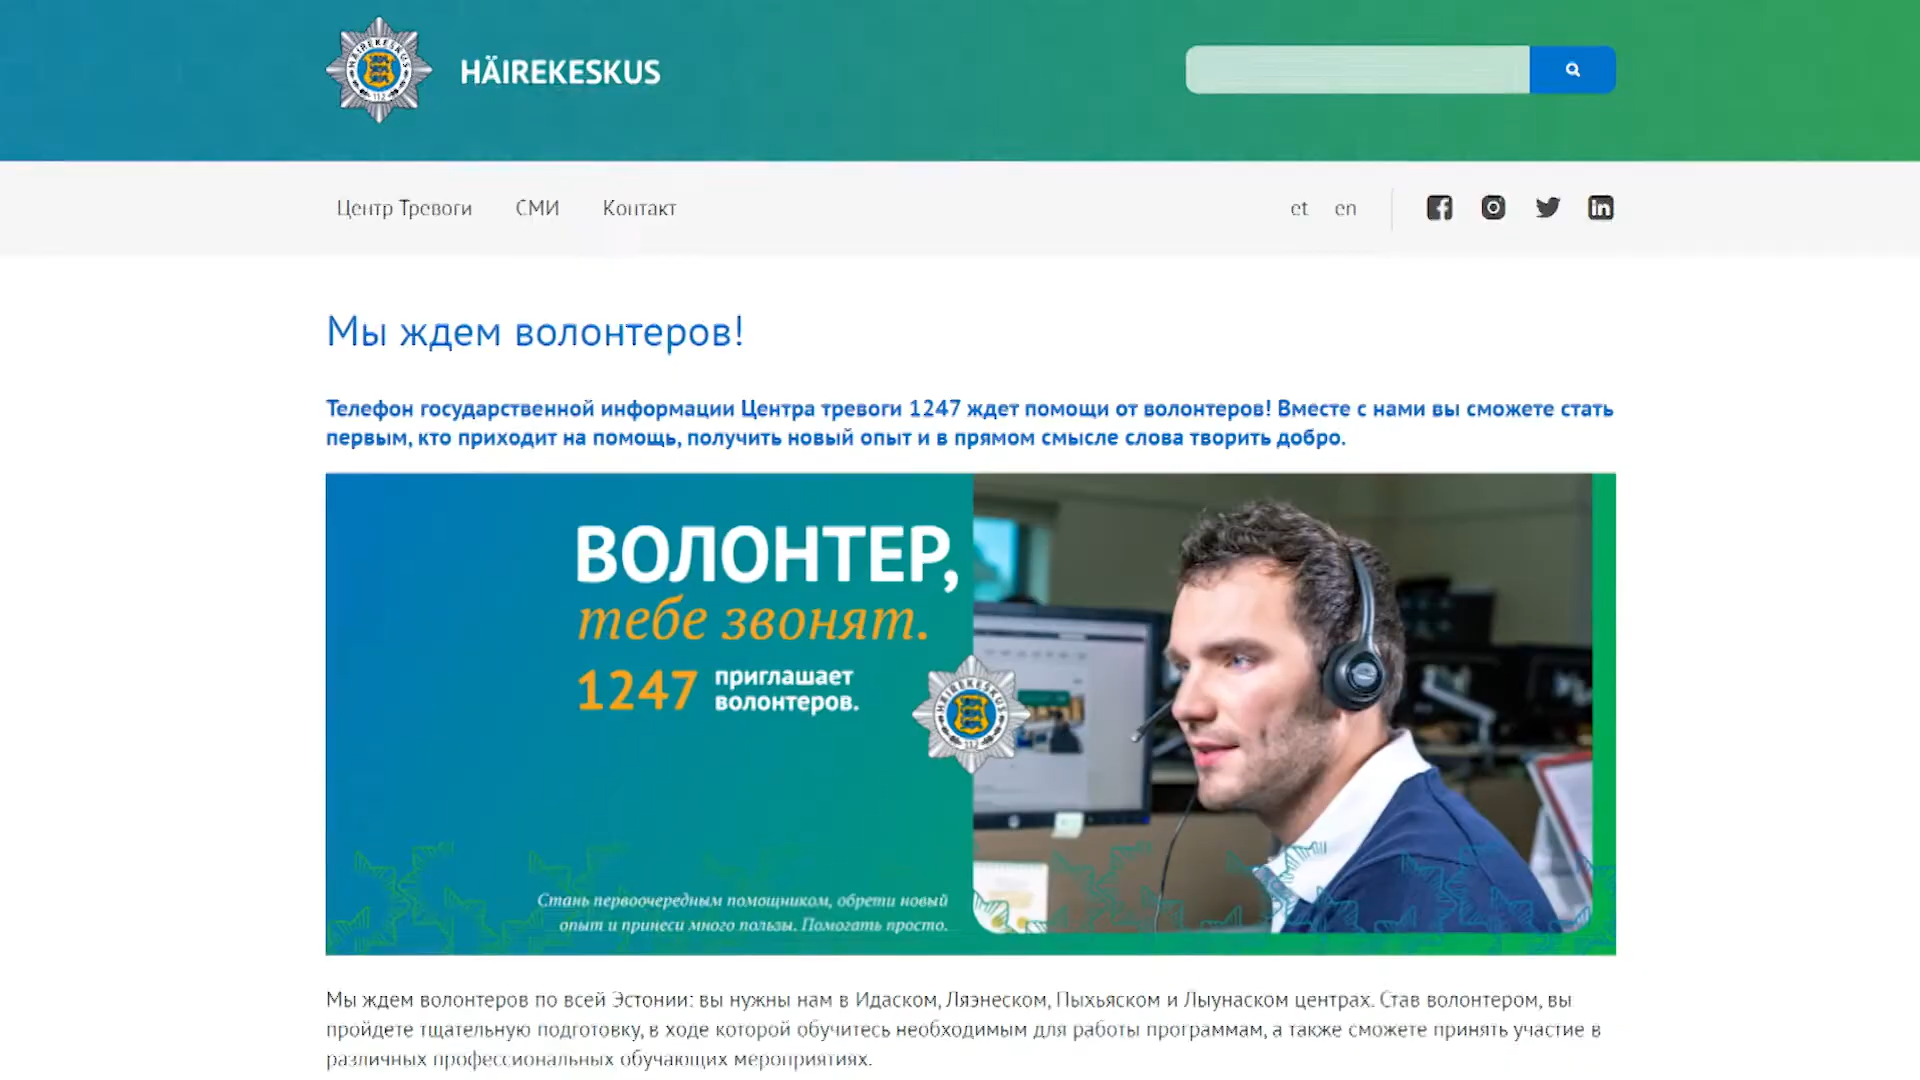 HÄIREKESKUS
112
HÄIREKESKUS
Центр Тревоги СМИ Контакт et en
Мы ждем волонтеров!
Телефон государственной информации Центра тревоги 1247 ждет помощи от волонтеров! Вместе с нами вы сможете стать
первым, кто приходит на помощь, получить новый опыт и в прямом смысле слова творить добро.
ВОЛОНТЕР,
тебе звонят.
1247 приглашает
волонтеров.
HÄIREKESKUS
112
Стань первоочередным помощником, обрети новый
опыт и принеси много пользы. Помогать просто.
Мы ждем волонтеров по всей Эстонии: вы нужны нам в Идаском, Ляэнеском, Пыхьяском и Лыунаском центрах. Став волонтером, вы
пройдете тщательную подготовку, в ходе которой обучитесь необходимым для работы программам, а также сможете принять участие в
различных профессиональных обучающих мероприятиях.